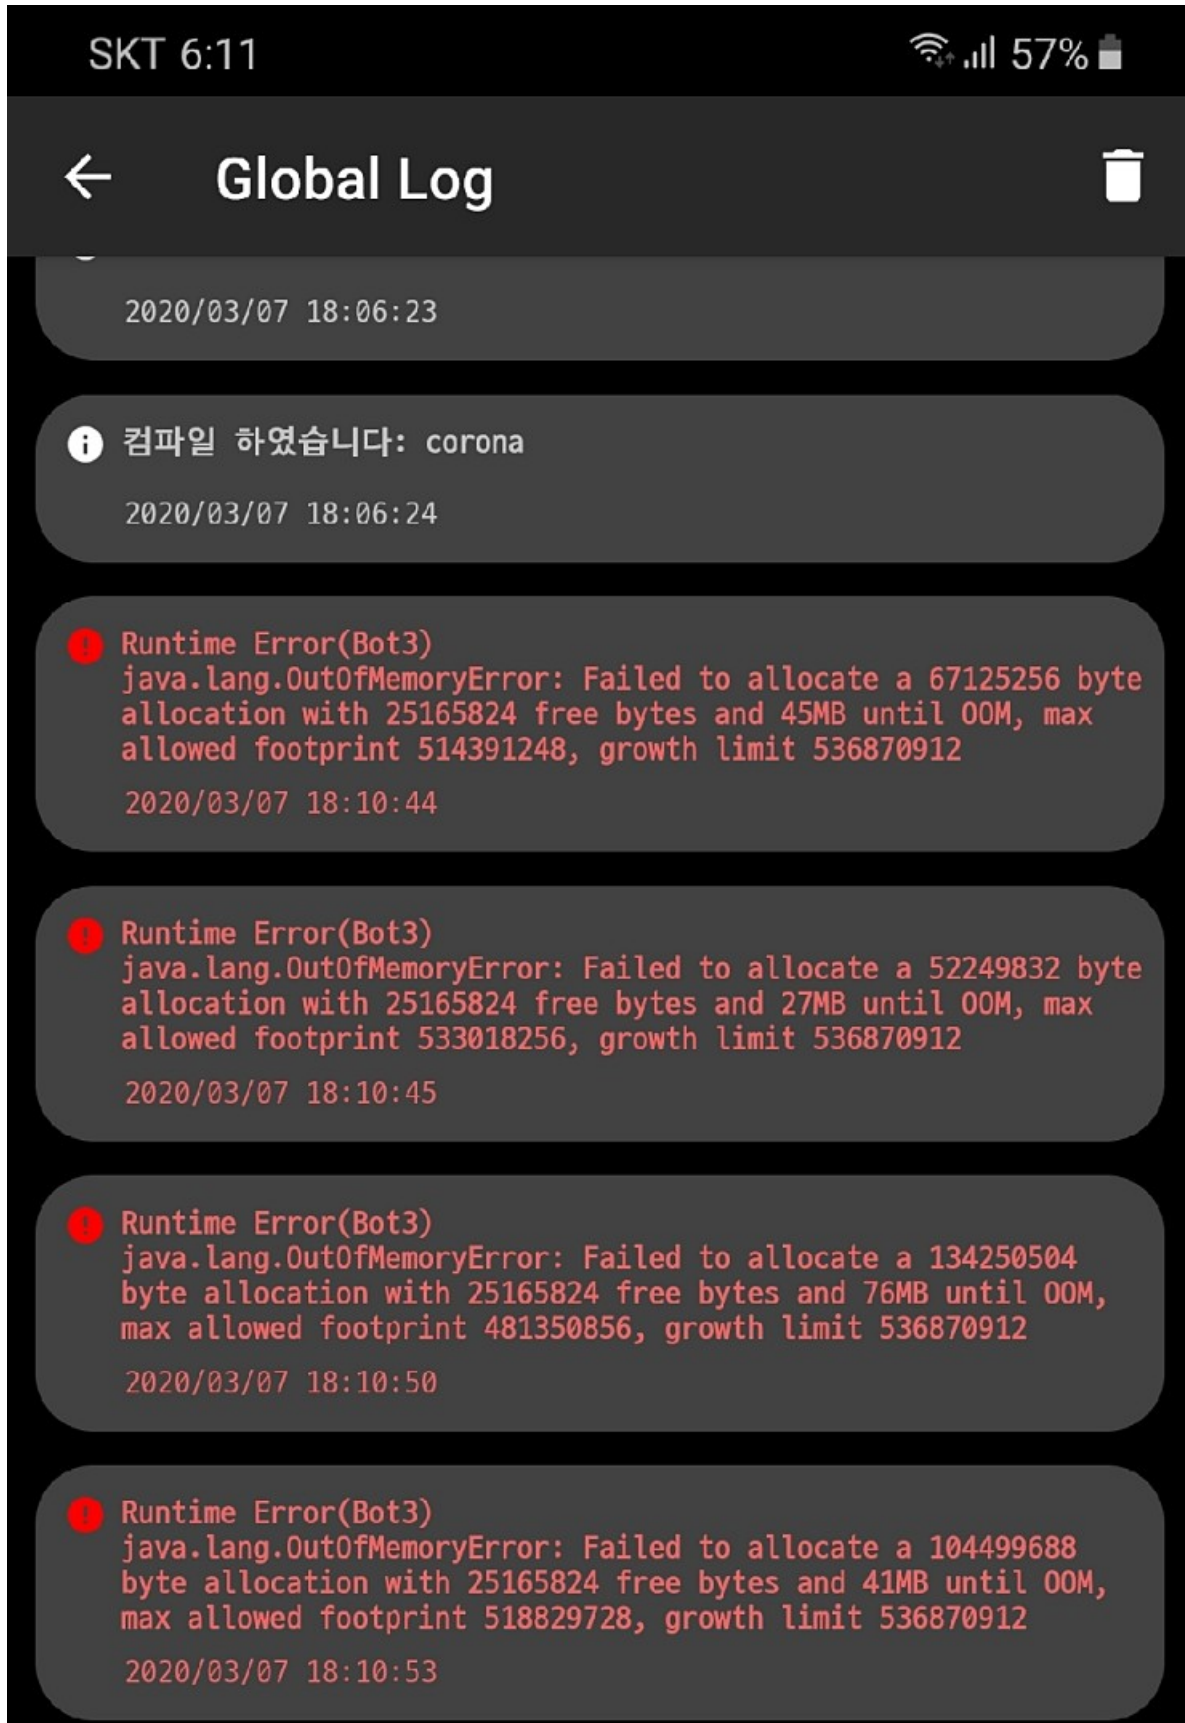 SKT 6:11
57%
Global Log
2020/03/07 18:06:23
컴파일 하였습니다: corona
2020/03/07 18:06:24
Runtime Error(Bot3)
java.lang.OutOfMemoryError: Failed to allocate a 67125256 byte
allocation with 25165824 free bytes and 45MB until OOM, max
allowed footprint 514391248, growth limit 536870912
2020/03/07 18:10:44
Runtime Error(Bot3)
java.lang.OutOfMemoryError: Failed to allocate a 52249832 byte
allocation with 25165824 free bytes and 27MB until OOM, max
allowed footprint 533018256, growth limit 536870912
2020/03/07 18:10:45
Runtime Error(Bot3)
java.lang.OutOfMemoryError: Failed to allocate a 134250504
byte allocation with 25165824 free bytes and 76MB until OOM,
max allowed footprint 481350856, growth limit 536870912
2020/03/07 18:10:50
Runtime Error(Bot3)
java.lang.OutOfMemoryError: Failed to allocate a 104499688
byte allocation with 25165824 free bytes and 41MB until OOM,
max allowed footprint 518829728, growth limit 536870912
2020/03/07 18:10:53